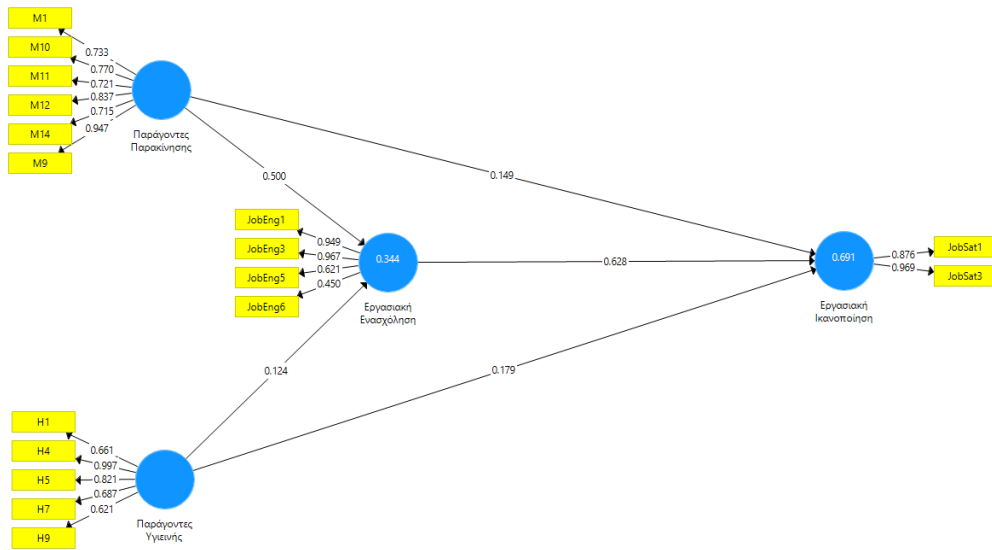 M1
M10
M11
M12
M14
M9
0.733
0.770
0.721
0.837
0.715
0.947
Παράγοντες
Παρακίνησης
0.500
0.149
JobEng1
JobEng3
JobEng5
JobEng6
0.949
0.967
0.621
0.450
0.344
Εργασιακή
Ενασχόληση
0.628
0.691
Εργασιακή
Ικανοποίηση
0.876
0.969
JobSat1
JobSat3
0.124
0.179
H1
H4
H5
H7
H9
0.661
0.997
0.821
0.687
0.621
Παράγοντες
Υγιεινής